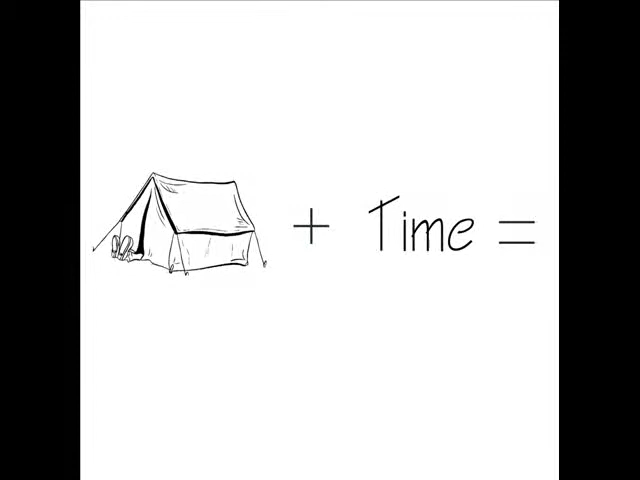 + Time =